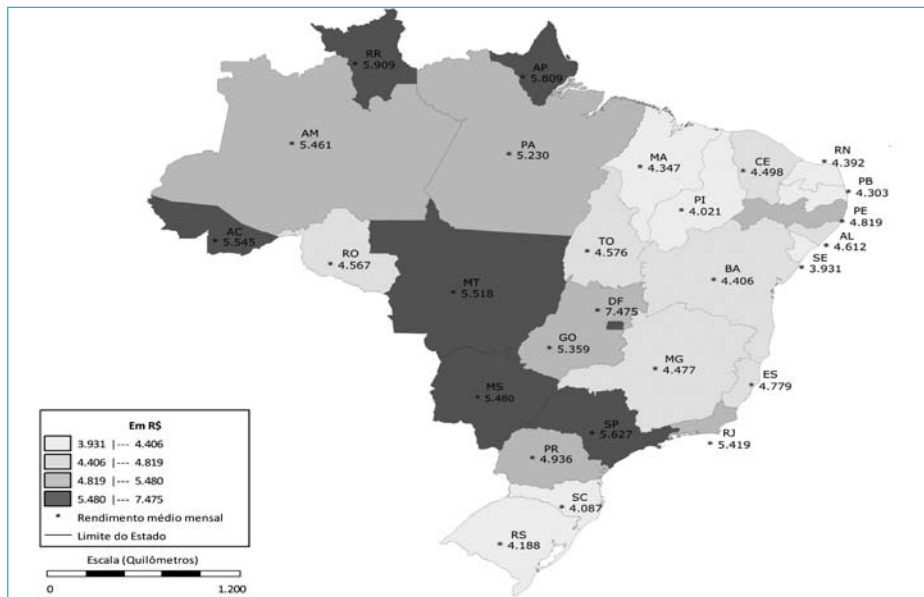 RR
5.909
AP
5.809
AM
5.461
PA
5.230
MA
4.347
CE
4.498
RN
4.392
PB
4.303
PI
4.021
PE
4.819
AL
4.612
SE
3.931
AC
5.545
RO
4.567
TO
4.576
BA
4.406
MT
5.518
DF
7.475
GO
5.359
MG
4.477
ES
4.779
MS
5.480
SP
5.627
RJ
5.419
PR
4.936
SC
4.087
RS
4.188
Em R$
3.931 |--- 4.406
4.406 |--- 4.819
4.819 |--- 5.480
5.480 |--- 7.475
* Rendimento médio mensal
Limite do Estado
Escala (Quilômetros)
0 1.200